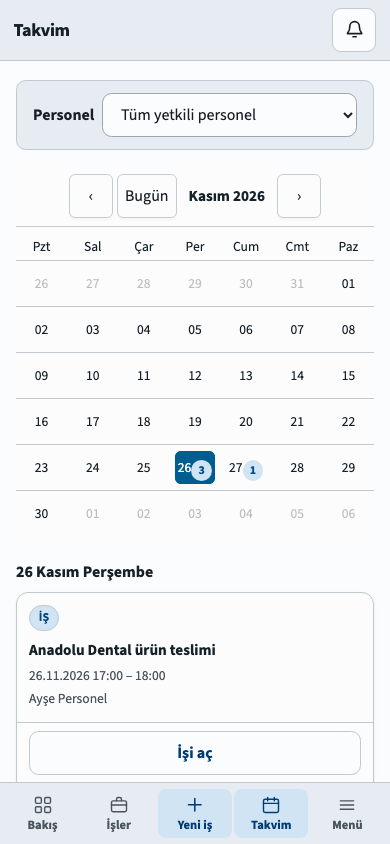 Takvim
Personel Tüm yetkili personel
‹ Bugün Kasım 2026 ›
Pzt Sal Çar Per Cum Cmt Paz
26 27 28 29 30 31 01
02 03 04 05 06 07 08
09 10 11 12 13 14 15
16 17 18 19 20 21 22
23 24 25 26 3 27 1 28 29
30 01 02 03 04 05 06
26 Kasım Perşembe
İŞ
Anadolu Dental ürün teslimi
26.11.2026 17:00 – 18:00
Ayşe Personel
İşi aç
Bakış İşler Yeni iş Takvim Menü